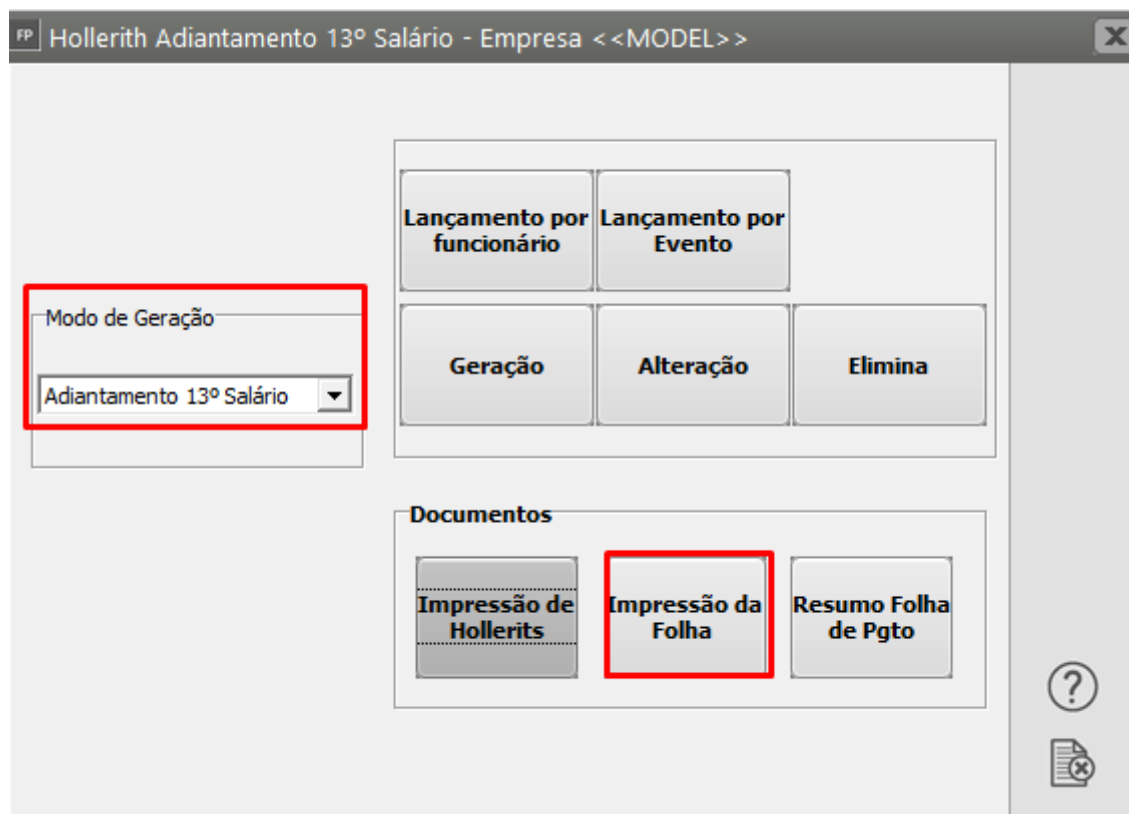 FP Hollerith Adiantamento 13º Salário - Empresa <<MODEL>>
Lançamento por
funcionário
Lançamento por
Evento
Modo de Geração
Adiantamento 13º Salário
Geração
Alteração
Elimina
Documentos
Impressão de
Hollerits
Impressão da
Folha
Resumo Folha
de Pgto
?